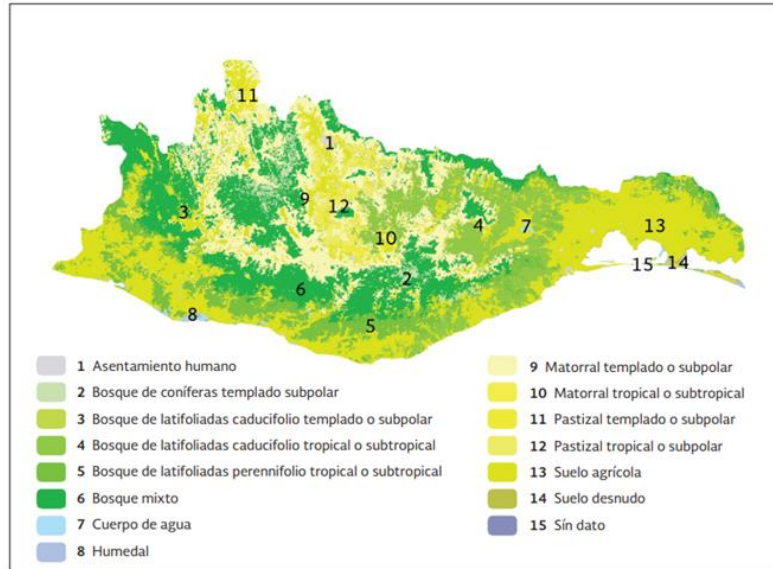 11
1
3
9
12
10
4
7
13
15
14
2
6
8
5
1 Asentamiento humano
2 Bosque de coníferas templado subpolar
3 Bosque de latifoliadas caducifolio templado o subpolar
4 Bosque de latifoliadas caducifolio tropical o subtropical
5 Bosque de latifoliadas perennifolio tropical o subtropical
6 Bosque mixto
7 Cuerpo de agua
8 Humedal
9 Matorral templado o subpolar
10 Matorral tropical o subtropical
11 Pastizal templado o subpolar
12 Pastizal tropical o subpolar
13 Suelo agrícola
14 Suelo desnudo
15 Sín dato